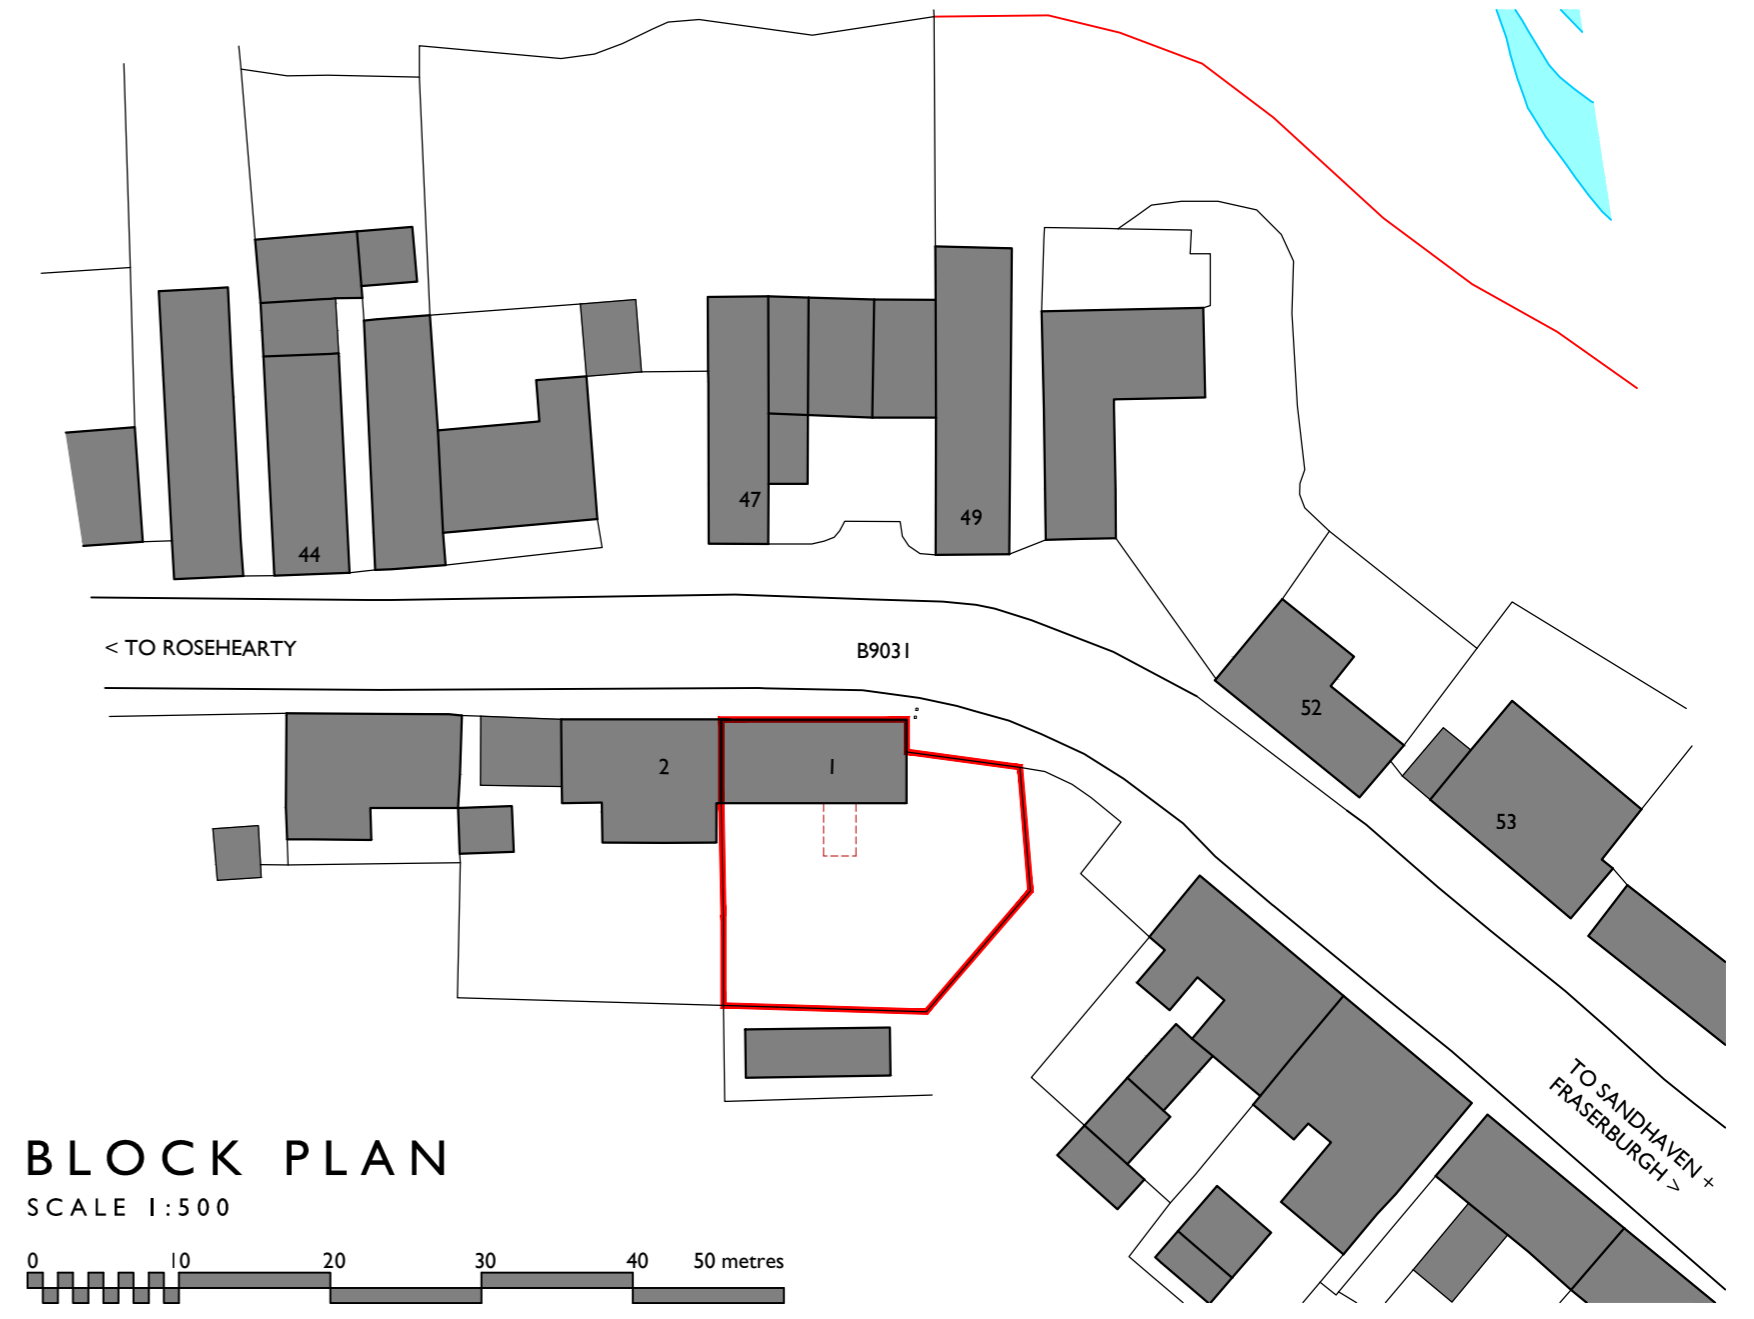 47
49
44
< TO ROSEHEARTY
B9031
52
2
1
53
TO SANDHAVEN +
FRASERBURGH >
BLOCK PLAN
SCALE 1:500
0 10 20 30 40 50 metres